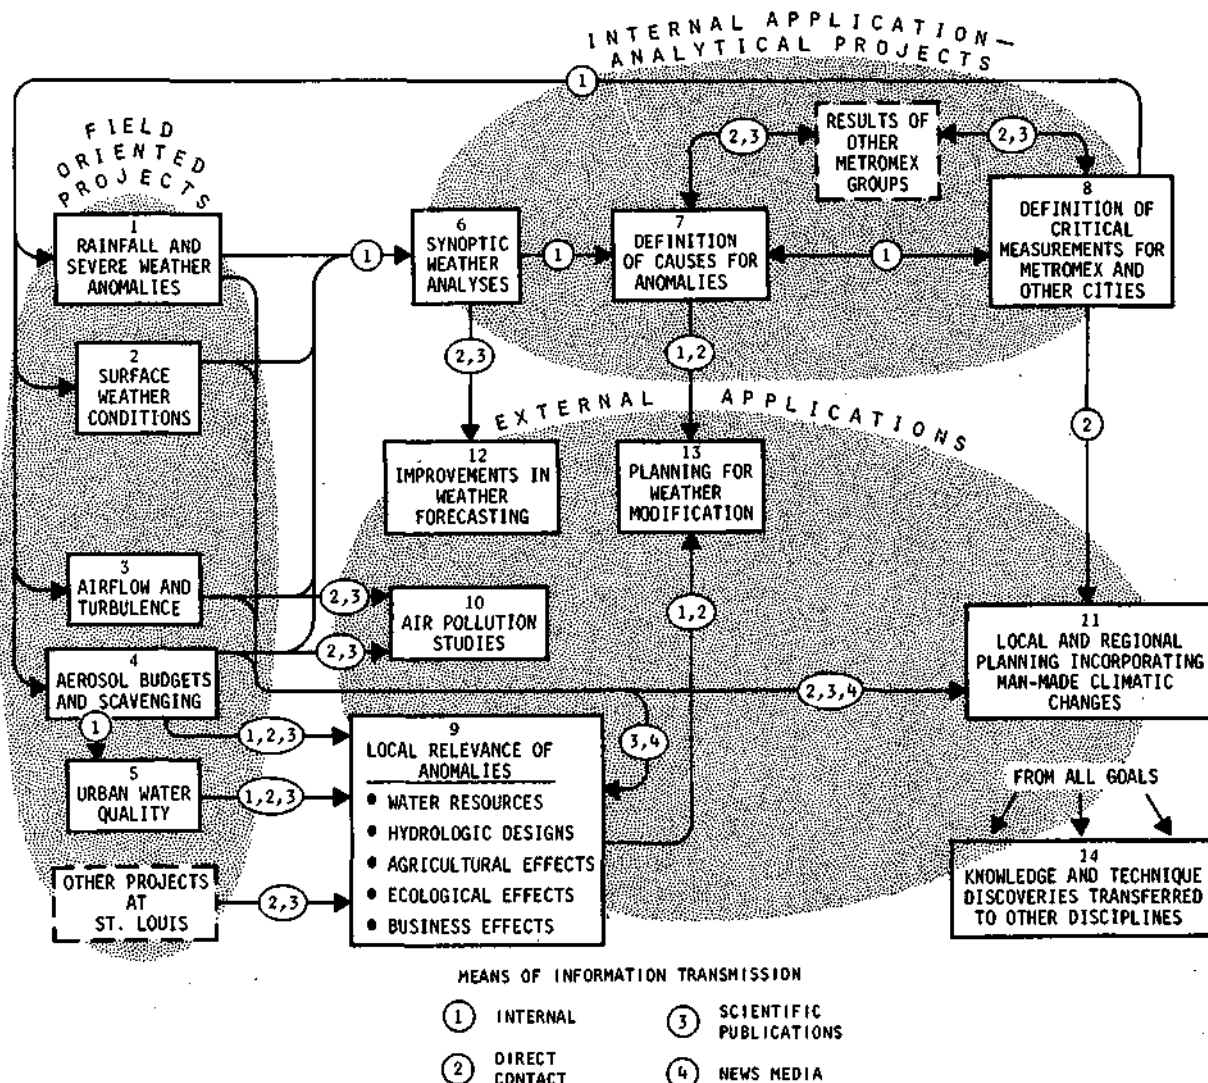 INTERNAL APPLICATION—
ANALYTICAL PROJECTS
1
FIELD
ORIENTED
PROJECTS
2,3
RESULTS OF
OTHER
METROMEX
GROUPS
2,3
1
RAINFALL AND
SEVERE WEATHER
ANOMALIES
1
6
SYNOPTIC
WEATHER
ANALYSES
1
7
DEFINITION
OF CAUSES FOR
ANOMALIES
1
8
DEFINITION OF
CRITICAL
MEASUREMENTS FOR
METROMEX AND
OTHER CITIES
2
SURFACE
WEATHER
CONDITIONS
2,3
1,2
2
EXTERNAL APPLICATIONS
12
IMPROVEMENTS IN
WEATHER
FORECASTING
13
PLANNING FOR
WEATHER
MODIFICATION
3
AIRFLOW AND
TURBULENCE
2,3
10
AIR POLLUTION
STUDIES
1,2
11
LOCAL AND REGIONAL
PLANNING INCORPORATING
MAN-MADE CLIMATIC
CHANGES
4
AEROSOL BUDGETS
AND SCAVENGING
2,3
2,3,4
1
1,2,3
3,4
5
URBAN WATER
QUALITY
1,2,3
9
LOCAL RELEVANCE OF
ANOMALIES
• WATER RESOURCES
• HYDROLOGIC DESIGNS
• AGRICULTURAL EFFECTS
• ECOLOGICAL EFFECTS
• BUSINESS EFFECTS
FROM ALL GOALS
14
KNOWLEDGE AND TECHNIQUE
DISCOVERIES TRANSFERRED
TO OTHER DISCIPLINES
OTHER PROJECTS
AT
ST. LOUIS
2,3
MEANS OF INFORMATION TRANSMISSION
1 INTERNAL
2 DIRECT
CONTACT
3 SCIENTIFIC
PUBLICATIONS
4 NEWS MEDIA